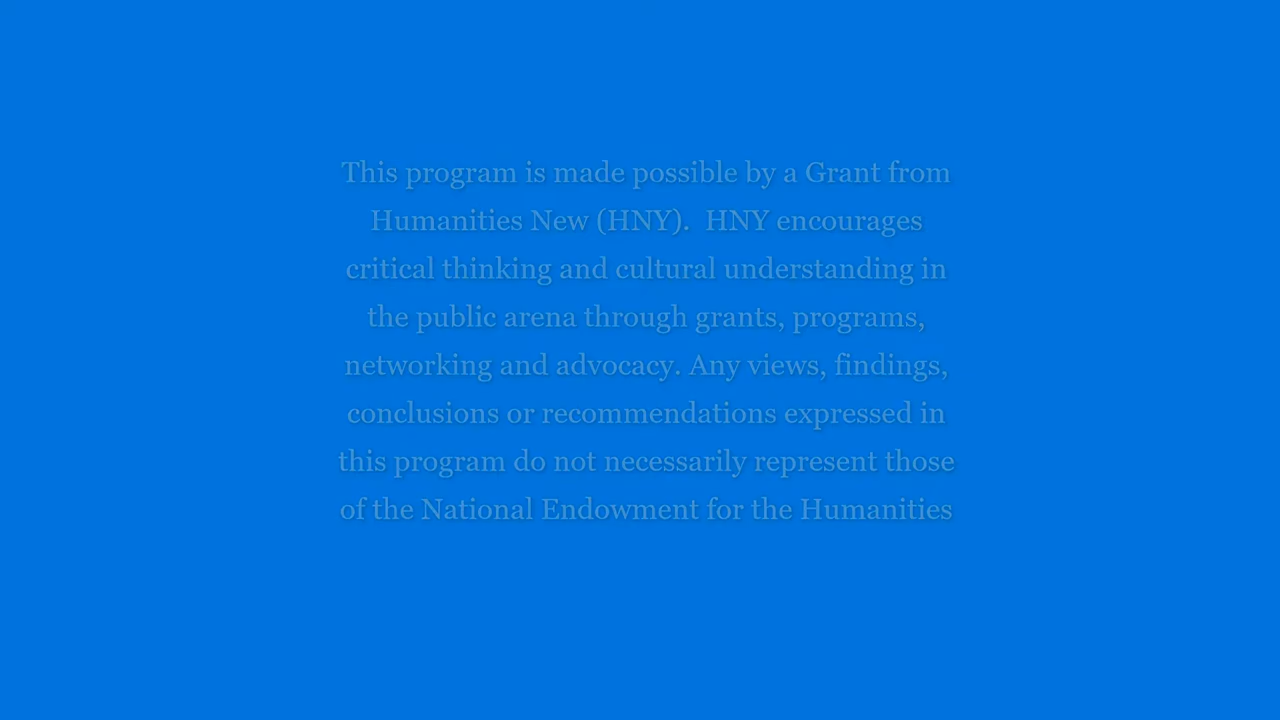 This program is made possible by a Grant from
Humanities New (HNY).  HNY encourages
critical thinking and cultural understanding in
the public arena through grants, programs,
networking and advocacy. Any views, findings,
conclusions or recommendations expressed in
this program do not necessarily represent those
of the National Endowment for the Humanities